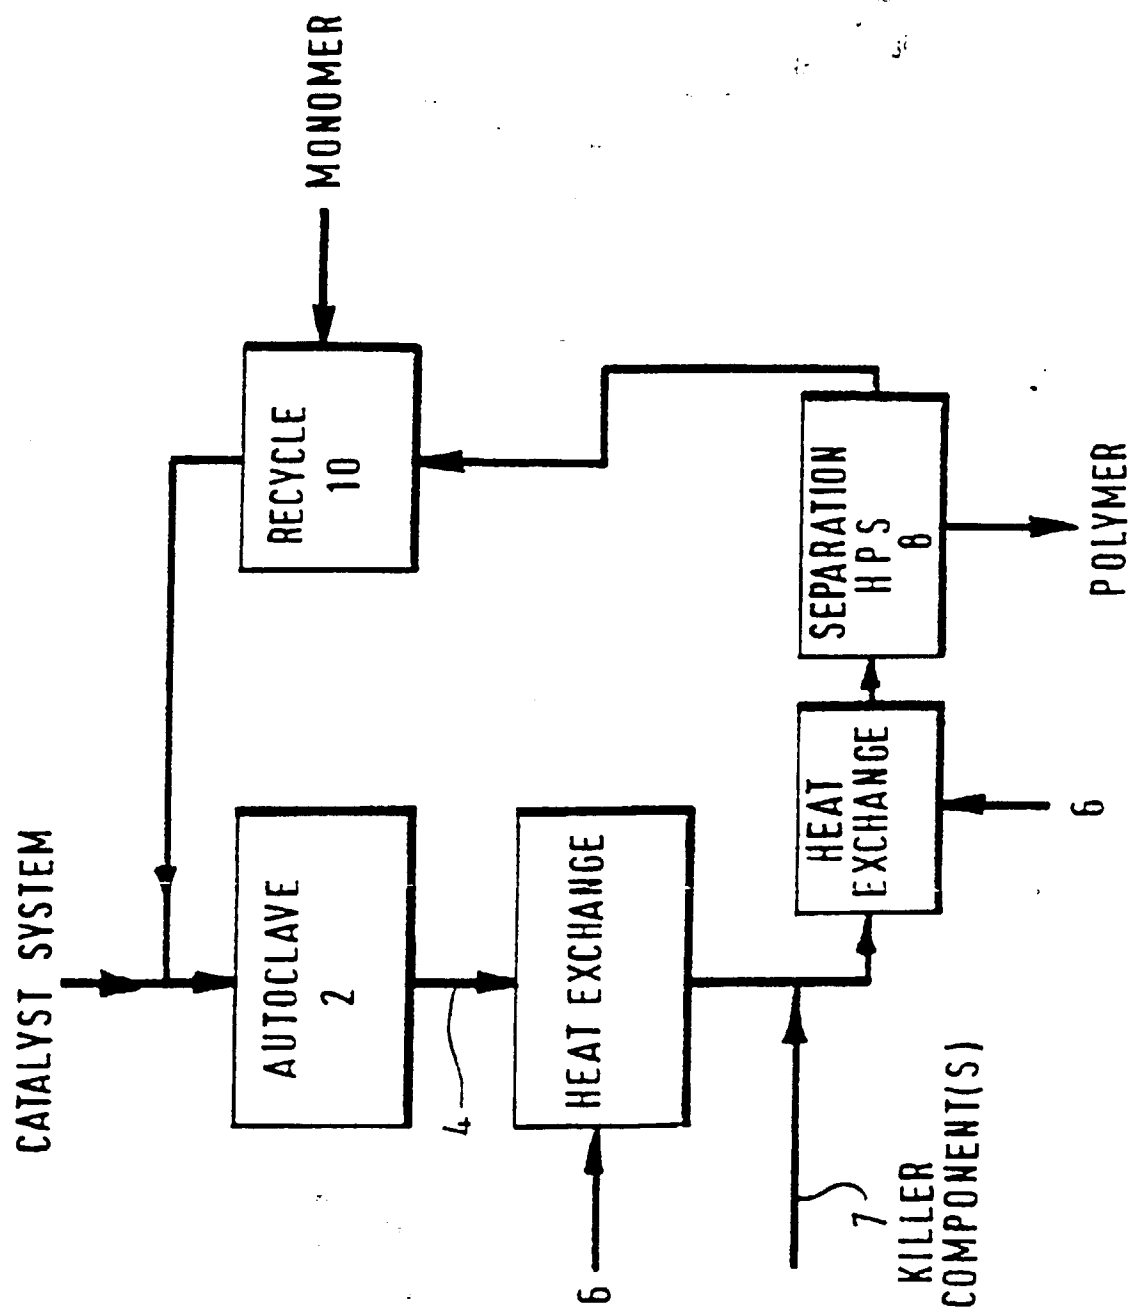 CATALYST SYSTEM
MONOMER
AUTOCLAVE
2
RECYCLE
10
4
HEAT EXCHANGE
6
7
KILLER
COMPONENT(S)
HEAT
EXCHANGE
6
SEPARATION
HPS
8
POLYMER